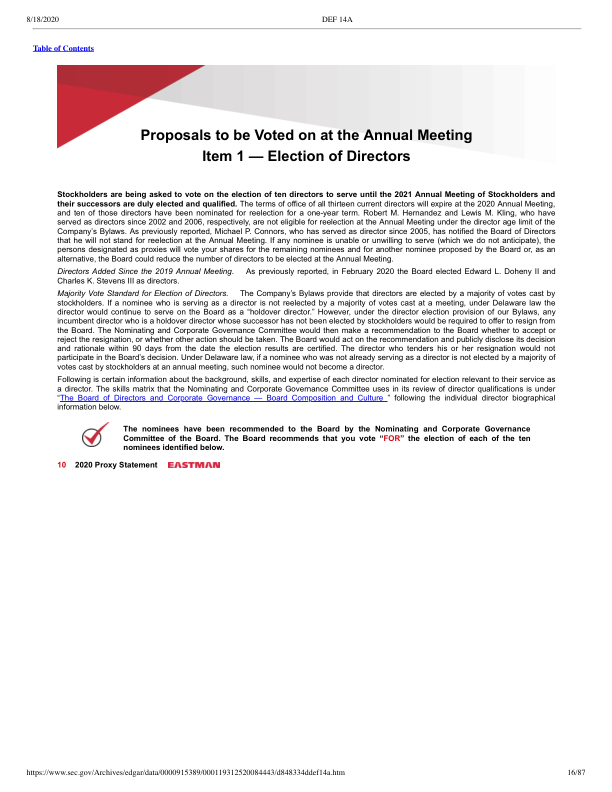 8/18/2020 DEF 14A
Table of Contents
Proposals to be Voted on at the Annual Meeting
Item 1 — Election of Directors
Stockholders are being asked to vote on the election of ten directors to serve until the 2021 Annual Meeting of Stockholders and
their successors are duly elected and qualified. The terms of office of all thirteen current directors will expire at the 2020 Annual Meeting,
and ten of those directors have been nominated for reelection for a one-year term. Robert M. Hernandez and Lewis M. Kling, who have
served as directors since 2002 and 2006, respectively, are not eligible for reelection at the Annual Meeting under the director age limit of the
Company's Bylaws. As previously reported, Michael P. Connors, who has served as director since 2005, has notified the Board of Directors
that he will not stand for reelection at the Annual Meeting. If any nominee is unable or unwilling to serve (which we do not anticipate), the
persons designated as proxies will vote your shares for the remaining nominees and for another nominee proposed by the Board or, as an
alternative, the Board could reduce the number of directors to be elected at the Annual Meeting.
Directors Added Since the 2019 Annual Meeting. As previously reported, in February 2020 the Board elected Edward L. Doheny II and
Charles K. Stevens III as directors.
Majority Vote Standard for Election of Directors. The Company's Bylaws provide that directors are elected by a majority of votes cast by
stockholders. If a nominee who is serving as a director is not reelected by a majority of votes cast at a meeting, under Delaware law the
director would continue to serve on the Board as a "holdover director." However, under the director election provision of our Bylaws, any
incumbent director who is a holdover director whose successor has not been elected by stockholders would be required to offer to resign from
the Board. The Nominating and Corporate Governance Committee would then make a recommendation to the Board whether to accept or
reject the resignation, or whether other action should be taken. The Board would act on the recommendation and publicly disclose its decision
and rationale within 90 days from the date the election results are certified. The director who tenders his or her resignation would not
participate in the Board's decision. Under Delaware law, if a nominee who was not already serving as a director is not elected by a majority of
votes cast by stockholders at an annual meeting, such nominee would not become a director.
Following is certain information about the background, skills, and expertise of each director nominated for election relevant to their service as
a director. The skills matrix that the Nominating and Corporate Governance Committee uses in its review of director qualifications is under
"The Board of Directors and Corporate Governance — Board Composition and Culture " following the individual director biographical
information below.
The nominees have been recommended to the Board by the Nominating and Corporate Governance
Committee of the Board. The Board recommends that you vote "FOR" the election of each of the ten
nominees identified below.
10 2020 Proxy Statement EASTMAN
https://www.sec.gov/Archives/edgar/data/0000915389/000119312520084443/d848334ddef14a.htm 16/87